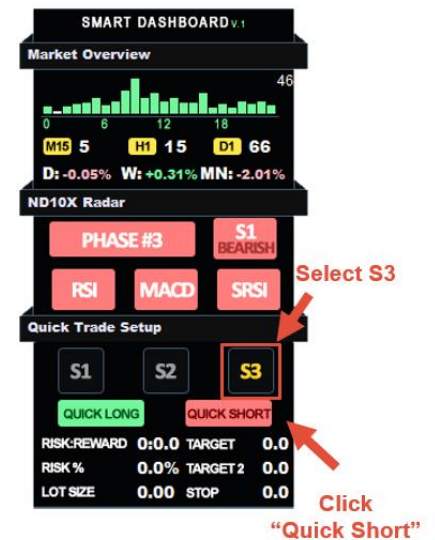 SMART DASHBOARD V.1
Market Overview
46
0 6 12 18
M15 5 H1 15 D1 66
D: -0.05% W: +0.31% MN: -2.01%
ND10X Radar
PHASE #3 S1 BEARISH
RSI MACD SRSI
Select S3
Quick Trade Setup
S1 S2 S3
QUICK LONG QUICK SHORT
RISK:REWARD 0:0.0 TARGET 0.0
RISK % 0.0% TARGET 2 0.0
LOT SIZE 0.00 STOP 0.0
Click
“Quick Short”